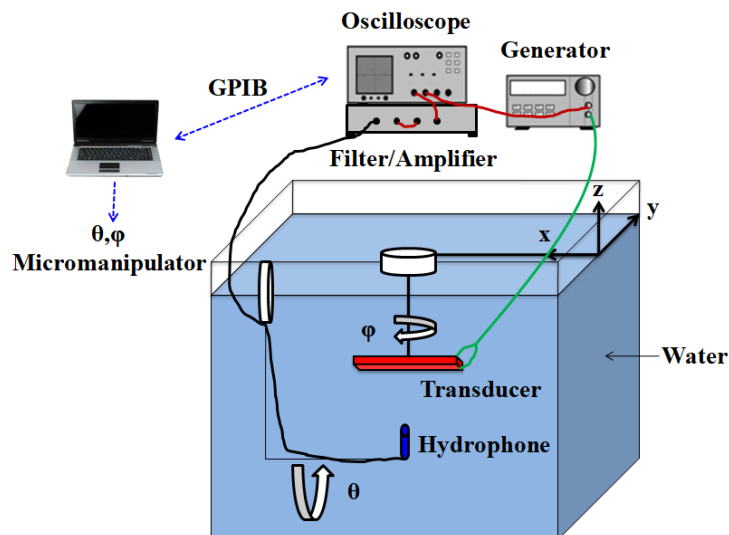 Oscilloscope
Generator
GPIB
Filter/Amplifier
θ,φ
Micromanipulator
z
y
x
φ
Water
Transducer
Hydrophone
θ